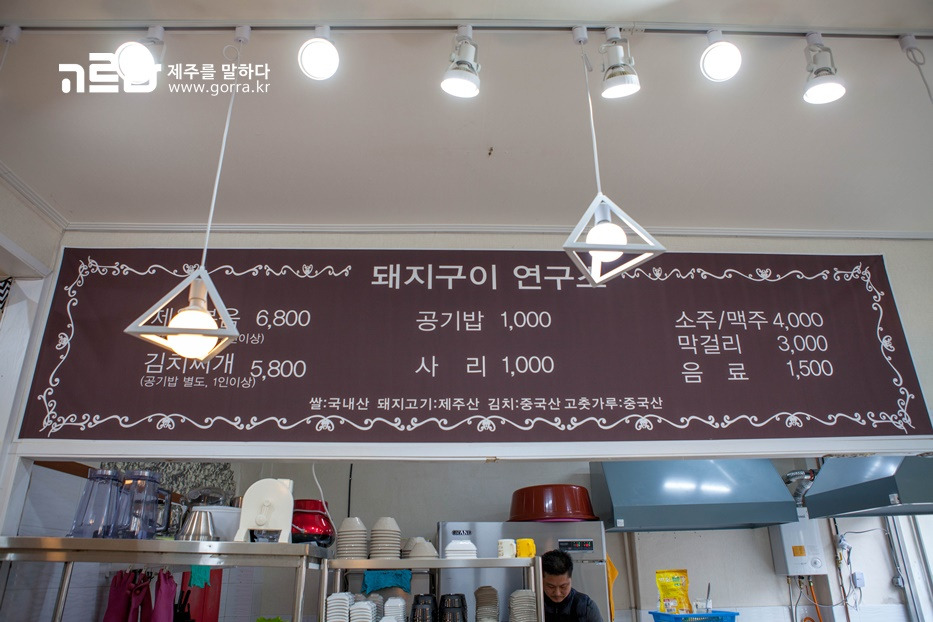 고르라 제주를 말하다
www.gorra.kr
돼지구이 연구소
6,800
공기밥 1,000
소주/맥주 4,000
막걸리 3,000
김치찌개 5,800
(공기밥 별도, 1인이상)
사 리 1,000
음 료 1,500
쌀:국내산 돼지고기:제주산 김치:중국산 고춧가루:중국산